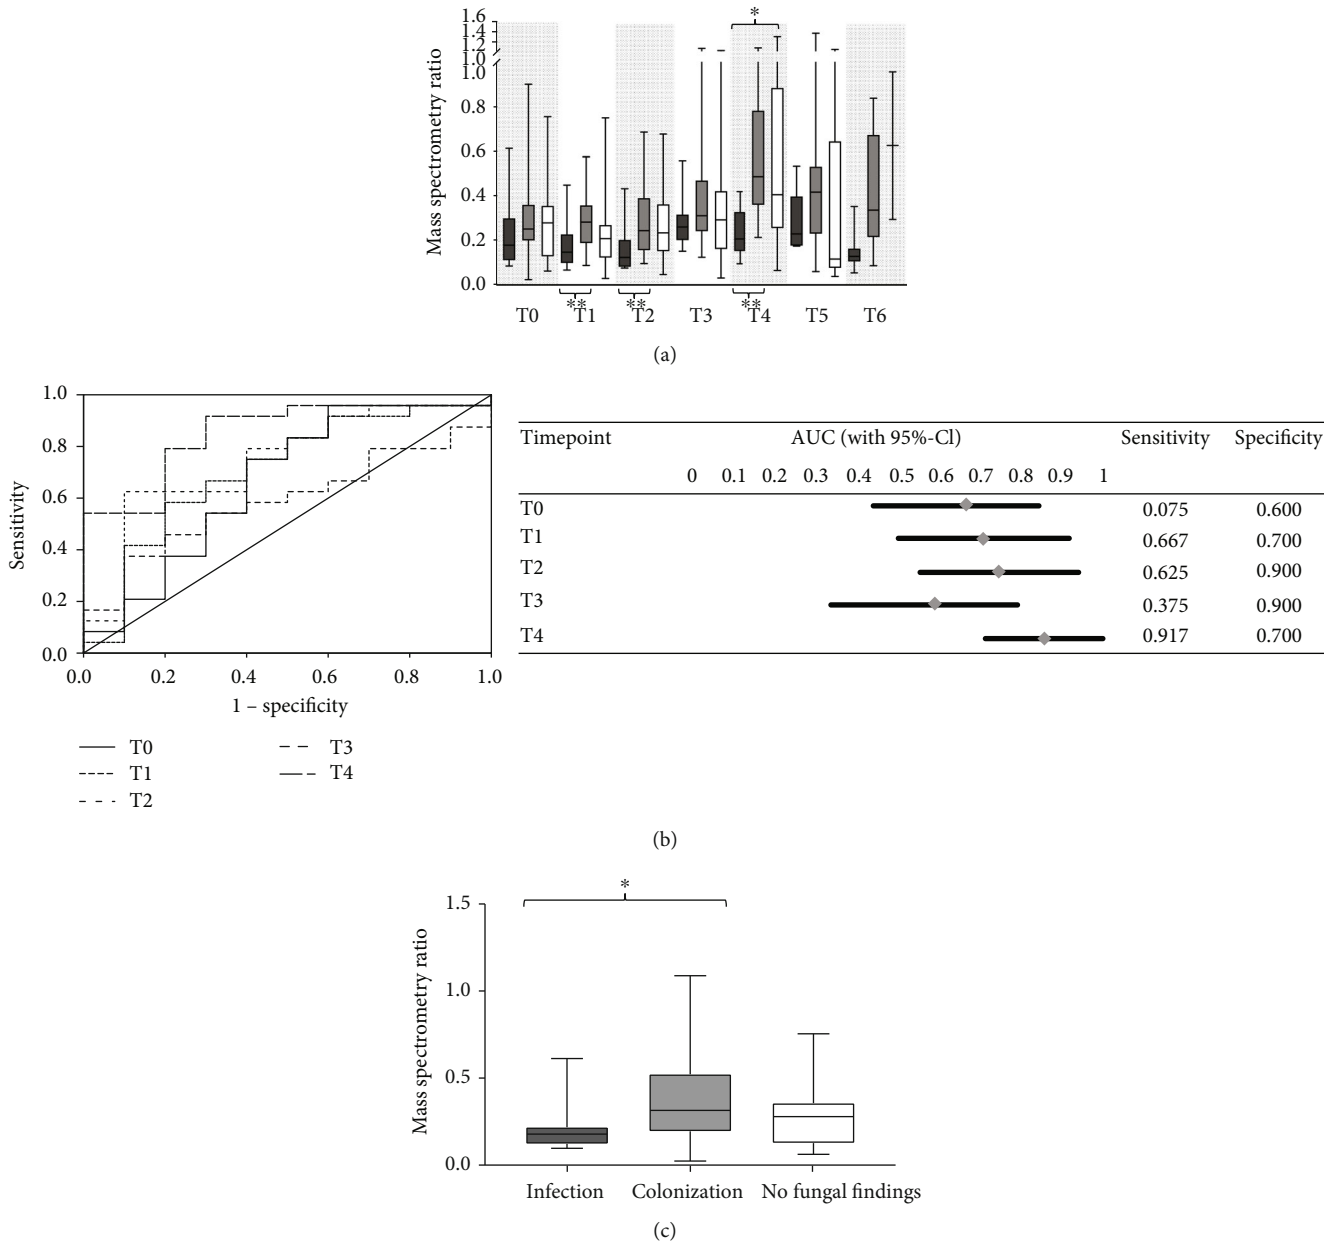 *
1.6
1.4
1.2
1.0
1.0
0.8
0.6
0.4
0.2
0.0
Mass spectrometry ratio
** ** **
T0 T1 T2 T3 T4 T5 T6
(a)
1.0
0.8
0.6
0.4
0.2
0.0
Sensitivity
0.0 0.2 0.4 0.6 0.8 1.0
1 – specificity
T0 T3
T1 T4
T2
Timepoint AUC (with 95%-Cl) Sensitivity Specificity
0 0.1 0.2 0.3 0.4 0.5 0.6 0.7 0.8 0.9 1
T0 0.075 0.600
T1 0.667 0.700
T2 0.625 0.900
T3 0.375 0.900
T4 0.917 0.700
(b)
*
1.5
1.0
0.5
0.0
Mass spectrometry ratio
Infection Colonization No fungal findings
(c)